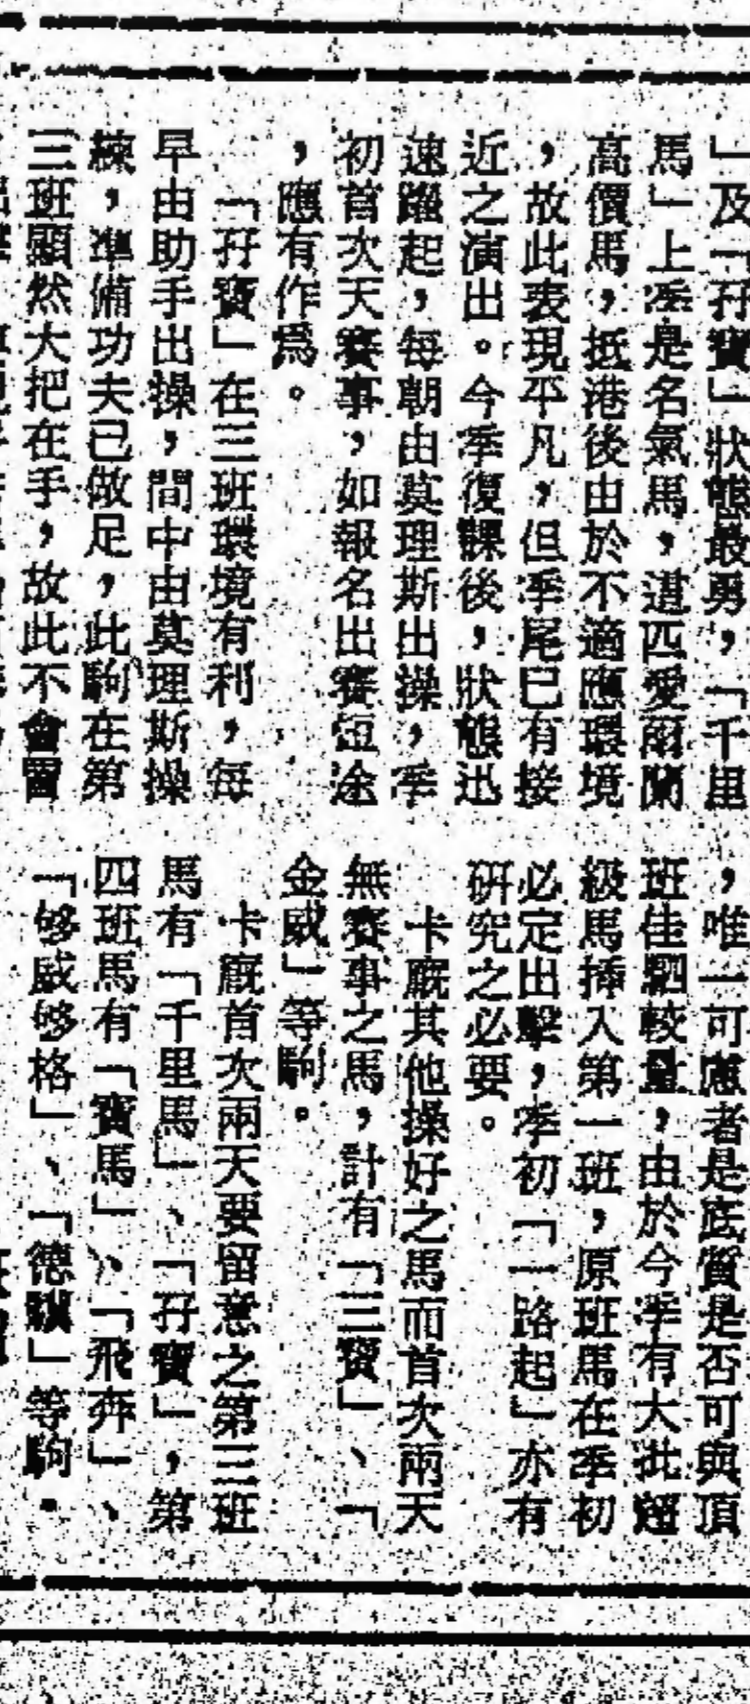 」及「孖寶」狀態最勇，「千里
馬」上季是名氣馬，這匹愛爾蘭
高價馬，抵港後由於不適應環境
，故此表現平凡，但季尾已有接
近之演出。今季復課後，狀態迅
速躍起，每朝由莫理斯出操，季
初首次天賽事，如報名出賽短途
，應有作爲。
「孖寶」在三班環境有利，每
早由助手出操，間中由莫理斯操
練，準備功夫已做足，此駒在第
三班顯然大把在手，故此不會留
，唯一可慮者是底質是否可與頂
班佳駟較量，由於今季有大批超
級馬揷入第一班，原班馬在季初
必定出擊，季初「一路起」亦有
研究之必要。
卡廐其他操好之馬而首次兩天
無賽事之馬，計有「三寶」、「
金威」等駒。
卡廐首次兩天要留意之第三班
馬有「千里馬」、「孖寶」，第
四班馬有「寶馬」、「飛奔」、
「够威够格」、「德驥」等駒。